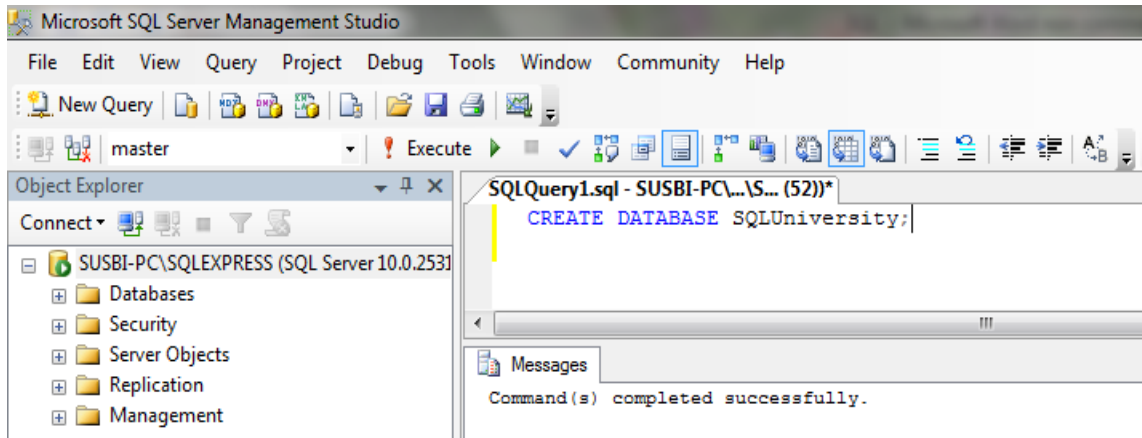 Microsoft SQL Server Management Studio
File Edit View Query Project Debug Tools Window Community Help
New Query
master Execute
Object Explorer
Connect
SUSBI-PC\SQLEXPRESS (SQL Server 10.0.2531
Databases
Security
Server Objects
Replication
Management
SQLQuery1.sql - SUSBI-PC\...\S... (52))*
CREATE DATABASE SQLUniversity;
Messages
Command(s) completed successfully.